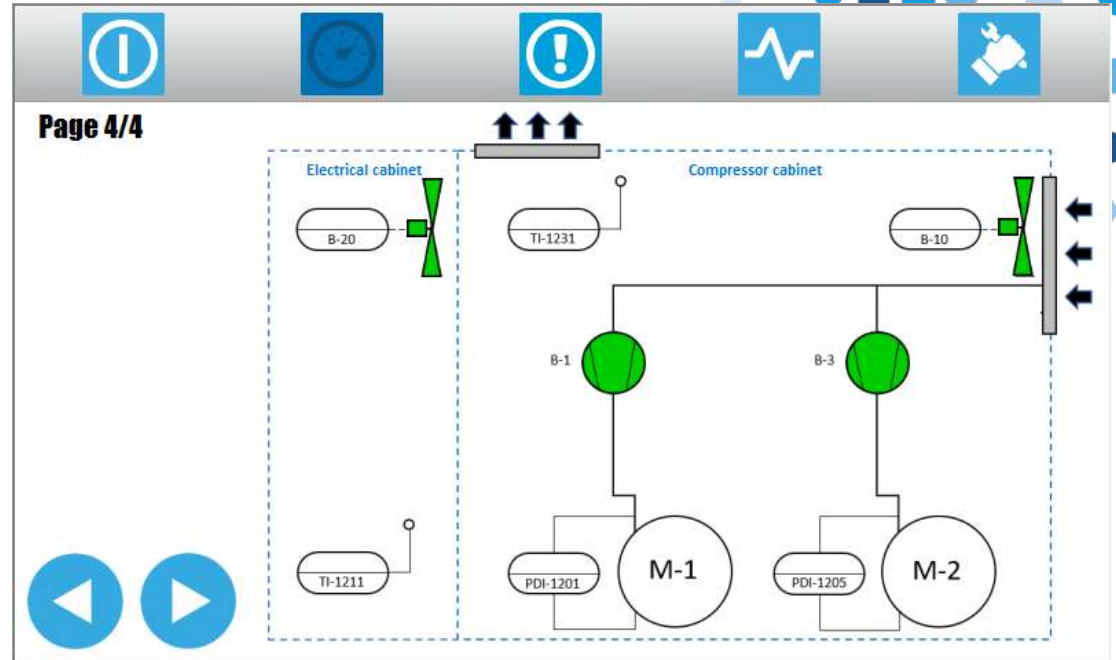 Page 4/4
Electrical cabinet
Compressor cabinet
B-20
TI-1231
B-10
B-1
B-3
TI-1211
PDI-1201
M-1
PDI-1205
M-2